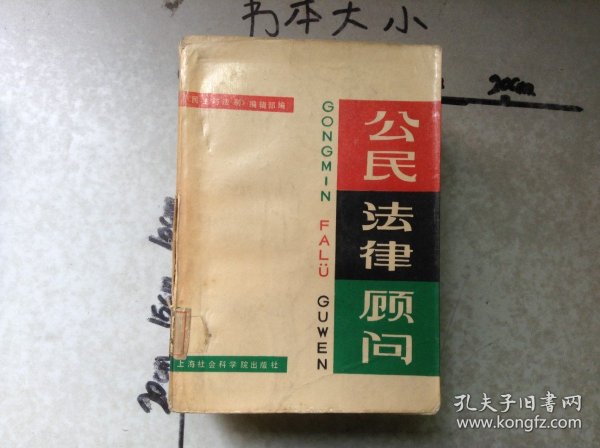 书本大小
20cm
《民主与法制》编辑部编
公民
法律
顾问
GONGMIN FALÜ GUWEN
10cm
15cm
20cm
上海社会科学院出版社
孔夫子旧书网
www.kongfz.com